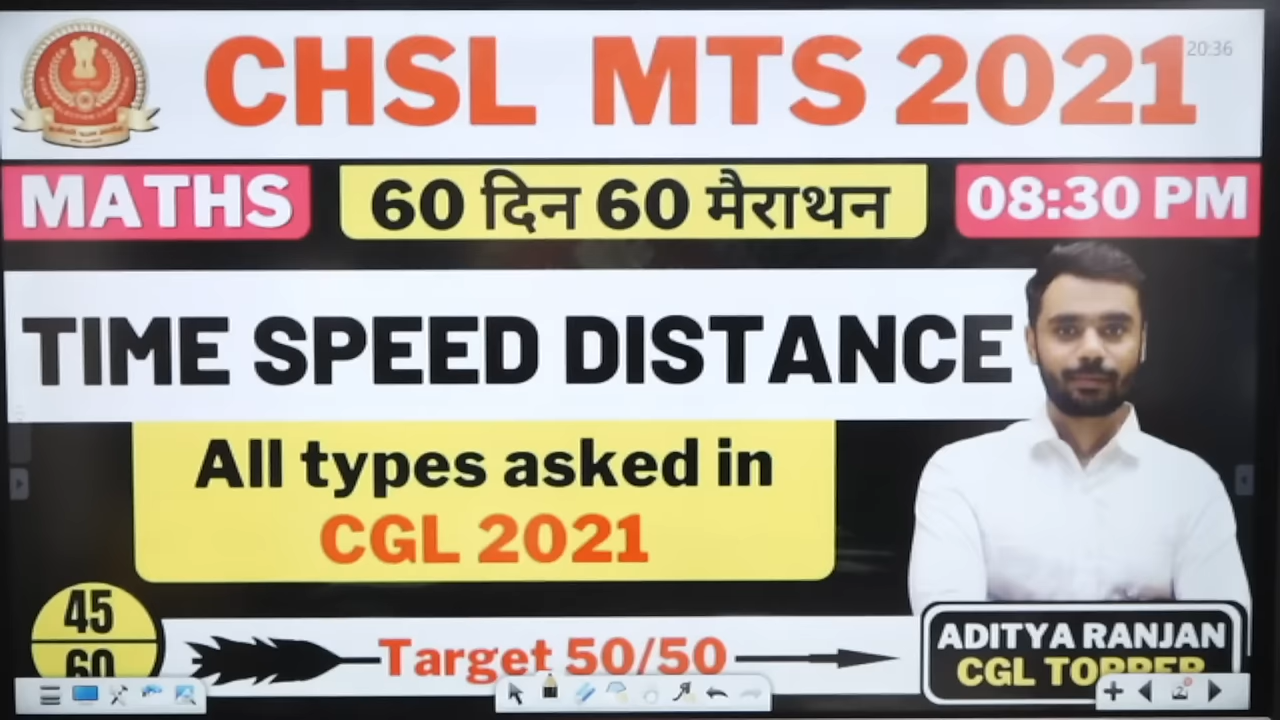 CHSL MTS 2021
20:36
MATHS
60 दिन 60 मैराथन
08:30 PM
TIME SPEED DISTANCE
All types asked in
CGL 2021
45
60
Target 50/50
ADITYA RANJAN
CGL TOPPER